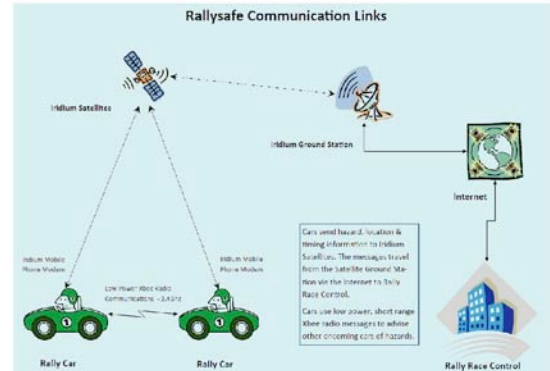 Rallysafe Communication Links
Iridium Satellites
Iridium Ground Station
Internet
Iridium Mobile
Phone Modem
Iridium Mobile
Phone Modem
Low Power Xbee Radio
Communications - 2.4Ghz
1
1
Rally Car
Rally Car
Cars send hazard, location &
timing information to Iridium
Satellites. The messages travel
from the Satellite Ground Sta-
tion via the Internet to Rally
Race Control.
Cars use low power, short range
Xbee radio messages to advise
other oncoming cars of hazards.
Rally Race Control